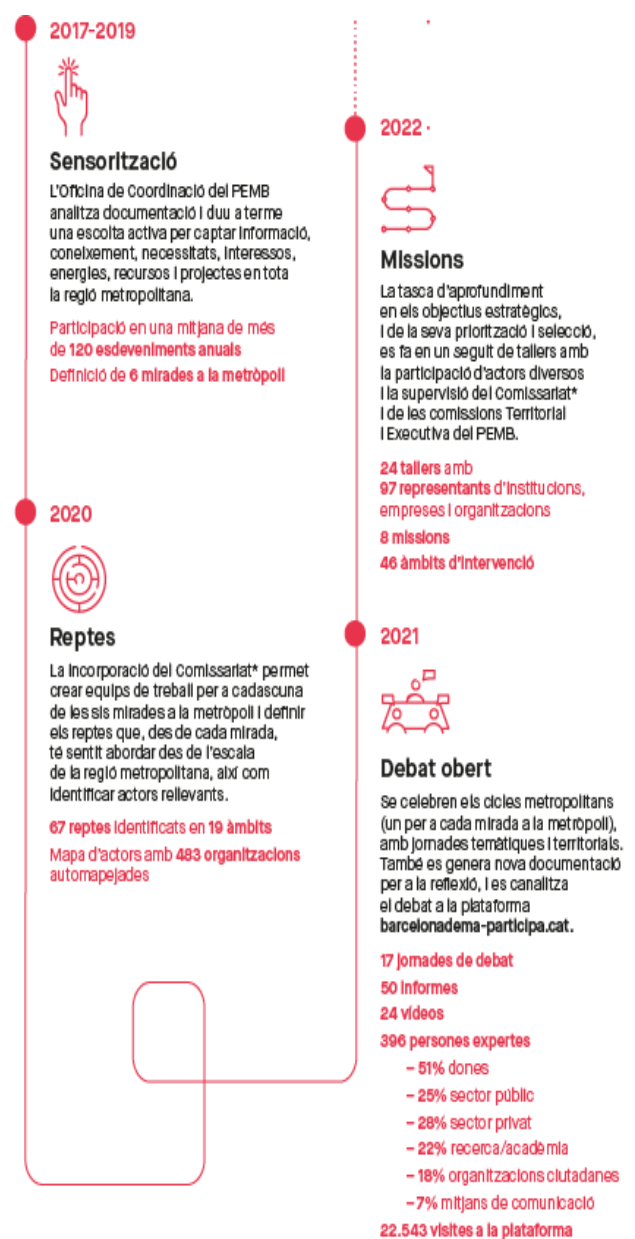 2017-2019
Sensorització
L'Oficina de Coordinació del PEMB
analitza documentació i duu a terme
una escolta activa per captar informació,
coneixement, necessitats, interessos,
energies, recursos i projectes en tota
la regió metropolitana.
Participació en una mitjana de més
de 120 esdeveniments anuals
Definició de 6 mirades a la metròpoli
2020
Reptes
La incorporació del Comissariat* permet
crear equips de treball per a cadascuna
de les sis mirades a la metròpoli i definir
els reptes que, des de cada mirada,
té sentit abordar des de l'escala
de la regió metropolitana, així com
identificar actors rellevants.
67 reptes identificats en 19 àmbits
Mapa d'actors amb 483 organitzacions
automapejades
2022
Missions
La tasca d'aprofundiment
en els objectius estratègics,
i de la seva priorització i selecció,
es fa en un seguit de tallers amb
la participació d'actors diversos
i la supervisió del Comissariat*
i de les comissions Territorial
i Executiva del PEMB.
24 tallers amb
97 representants d'institucions,
empreses i organitzacions
8 missions
46 àmbits d'intervenció
2021
Debat obert
Se celebren els cicles metropolitans
(un per a cada mirada a la metròpoli),
amb jornades temàtiques i territorials.
També es genera nova documentació
per a la reflexió, i es canalitza
el debat a la plataforma
barcelonadema-participa.cat.
17 jornades de debat
50 informes
24 vídeos
396 persones expertes
– 51% dones
– 25% sector públic
– 28% sector privat
– 22% recerca/acadèmia
– 18% organitzacions ciutadanes
–7% mitjans de comunicació
22.543 visites a la plataforma